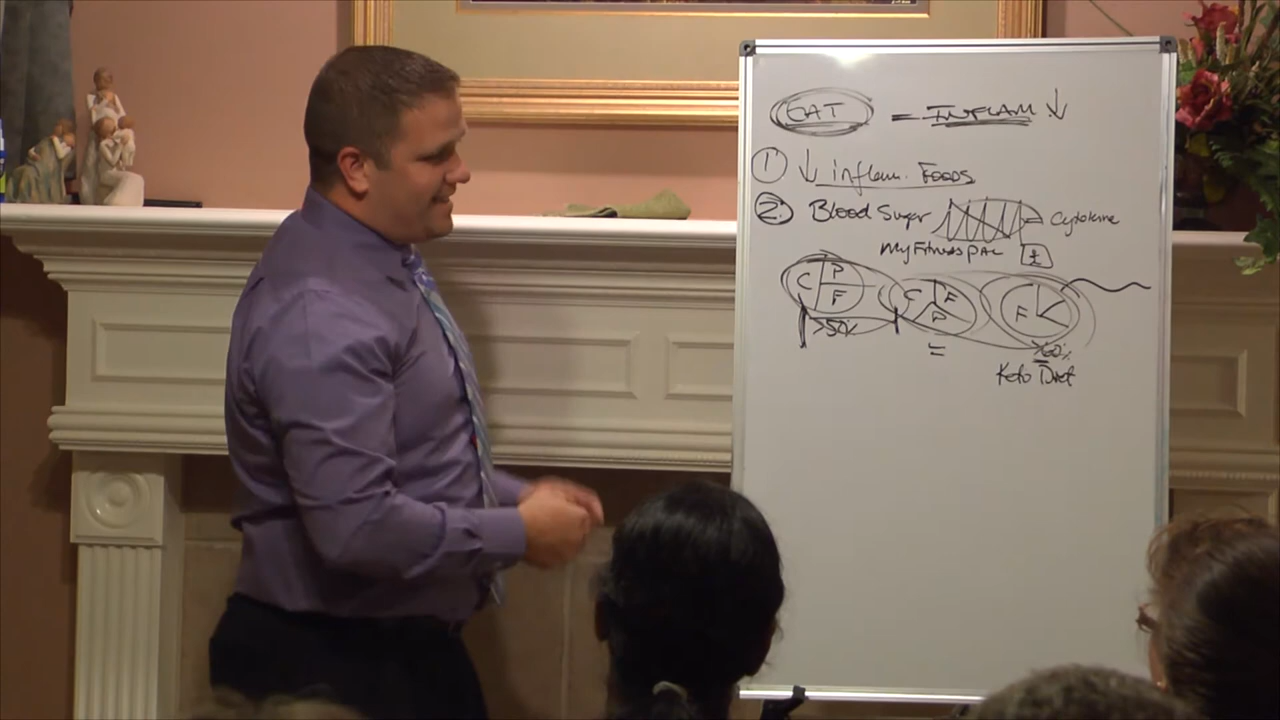 EAT = INFLAM ↓
1 ↓ inflam. FOODS
2. Blood Sugar = Cytokine
MyFitnessPAL £
C P F
C F P
F
>50% = >60%
Keto Diet